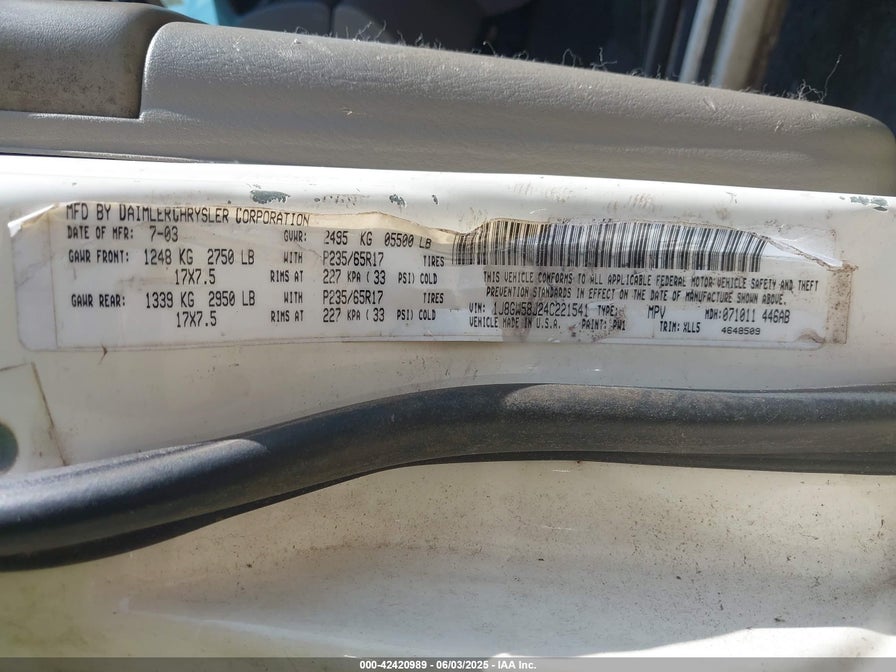 MFD BY DAIMLERCHRYSLER CORPORATION
DATE OF MFR: 7-03 GVWR: 2495 KG 05500 LB
GAWR FRONT: 1248 KG 2750 LB WITH P235/65R17 TIRES
17X7.5 RIMS AT 227 KPA ( 33 PSI) COLD
GAWR REAR: 1339 KG 2950 LB WITH P235/65R17 TIRES
17X7.5 RIMS AT 227 KPA ( 33 PSI) COLD
THIS VEHICLE CONFORMS TO ALL APPLICABLE FEDERAL MOTOR VEHICLE SAFETY AND THEFT
PREVENTION STANDARDS IN EFFECT ON THE DATE OF MANUFACTURE SHOWN ABOVE.
VIN: 1J8GW58J24C221541 TYPE: MPV MDH:071011 446AB
VEHICLE MADE IN U.S.A. PAINT: PW1 TRIM: XLL5 4648509
000-42420989 - 06/03/2025 - IAA Inc.